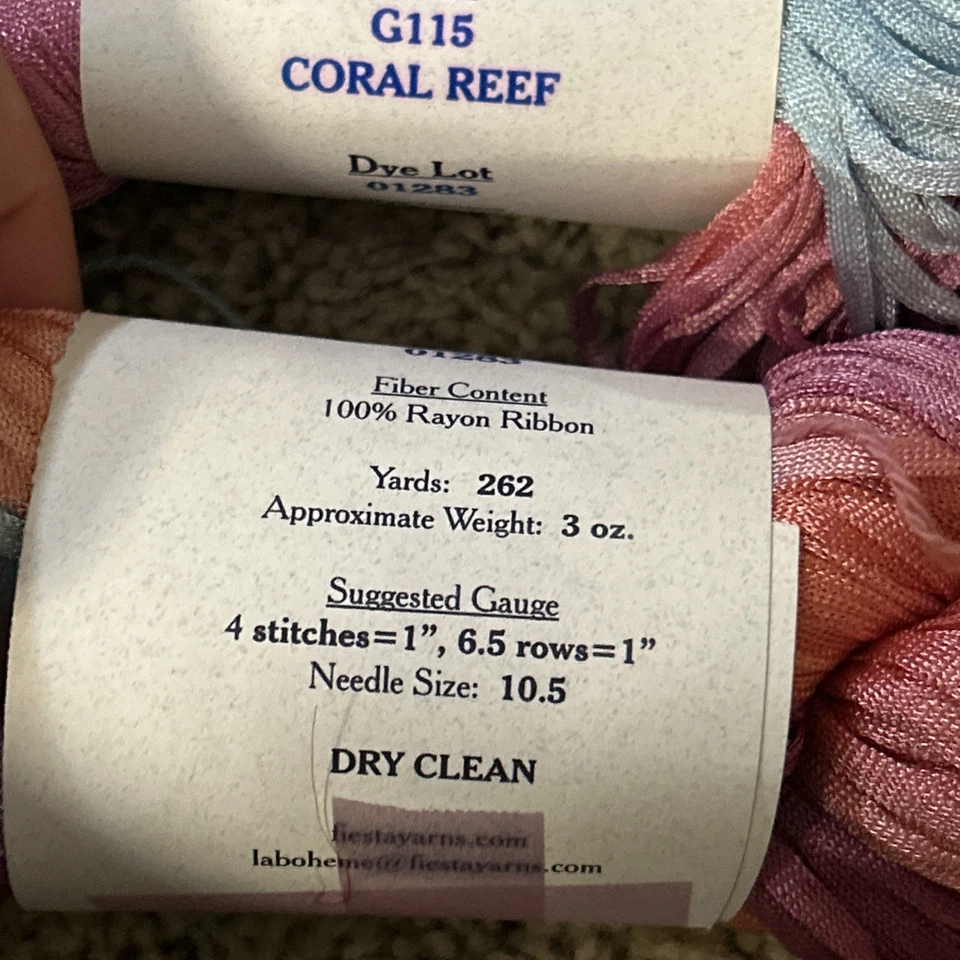 G115
CORAL REEF
Dye Lot
01283
01283
Fiber Content
100% Rayon Ribbon
Yards: 262
Approximate Weight: 3 oz.
Suggested Gauge
4 stitches=1”, 6.5 rows=1”
Needle Size: 10.5
DRY CLEAN
fiestayarns.com
laboheme@fiestayarns.com